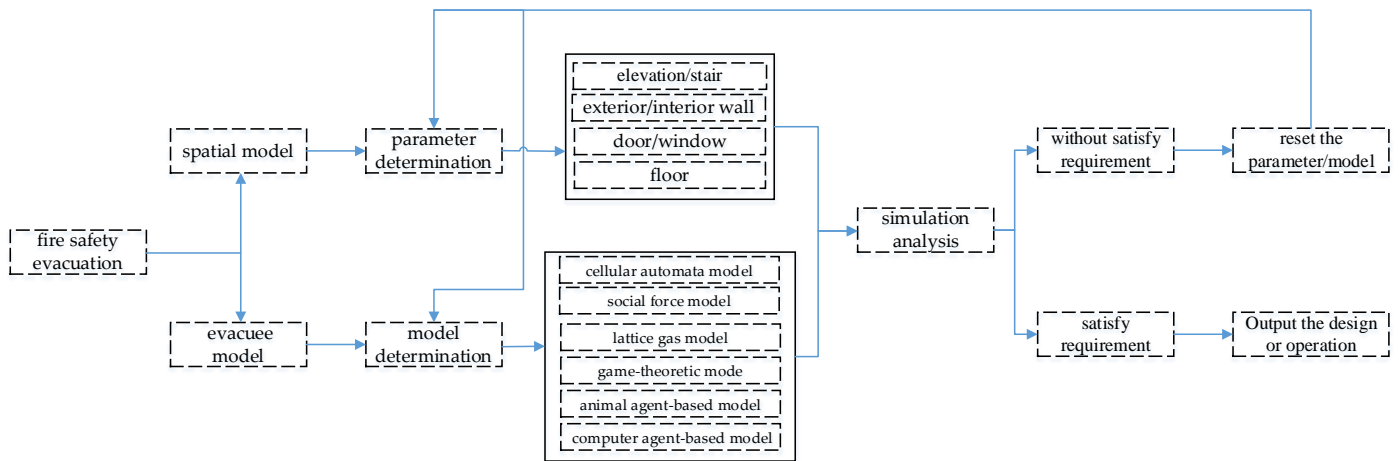 fire safety
evacuation
spatial model
parameter
determination
elevation/stair
exterior/interior wall
door/window
floor
evacuee
model
model
determination
cellular automata model
social force model
lattice gas model
game-theoretic mode
animal agent-based model
computer agent-based model
simulation
analysis
without satisfy
requirement
reset the
parameter/model
satisfy
requirement
Output the design
or operation